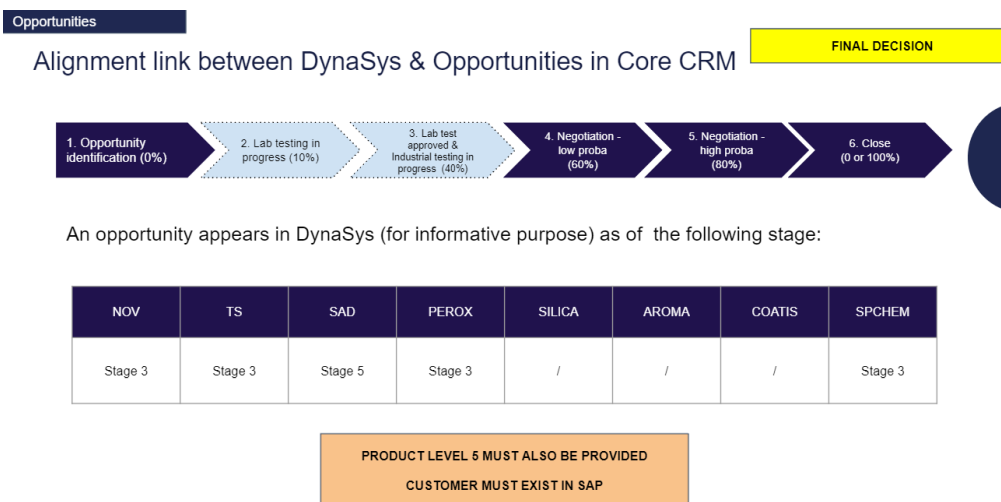 Opportunities
FINAL DECISION
Alignment link between DynaSys & Opportunities in Core CRM
1. Opportunity
identification (0%)
2. Lab testing in
progress (10%)
3. Lab test
approved &
Industrial testing in
progress (40%)
4. Negotiation -
low proba
(60%)
5. Negotiation -
high proba
(80%)
6. Close
(0 or 100%)
An opportunity appears in DynaSys (for informative purpose) as of the following stage:
NOV TS SAD PEROX SILICA AROMA COATIS SPCHEM
Stage 3 Stage 3 Stage 5 Stage 3 / / / Stage 3
PRODUCT LEVEL 5 MUST ALSO BE PROVIDED
CUSTOMER MUST EXIST IN SAP